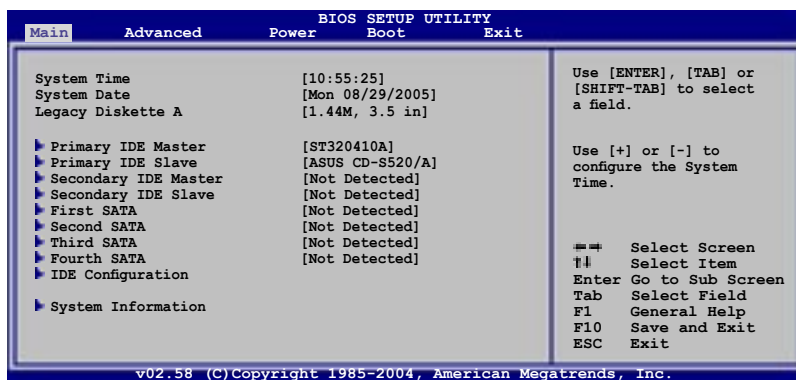 BIOS SETUP UTILITY
Main Advanced Power Boot Exit
System Time [10:55:25]
System Date [Mon 08/29/2005]
Legacy Diskette A [1.44M, 3.5 in]
Primary IDE Master [ST320410A]
Primary IDE Slave [ASUS CD-S520/A]
Secondary IDE Master [Not Detected]
Secondary IDE Slave [Not Detected]
First SATA [Not Detected]
Second SATA [Not Detected]
Third SATA [Not Detected]
Fourth SATA [Not Detected]
IDE Configuration
System Information
Use [ENTER], [TAB] or
[SHIFT-TAB] to select
a field.
Use [+] or [-] to
configure the System
Time.
Select Screen
Select Item
Enter Go to Sub Screen
Tab Select Field
F1 General Help
F10 Save and Exit
ESC Exit
v02.58 (C)Copyright 1985-2004, American Megatrends, Inc.